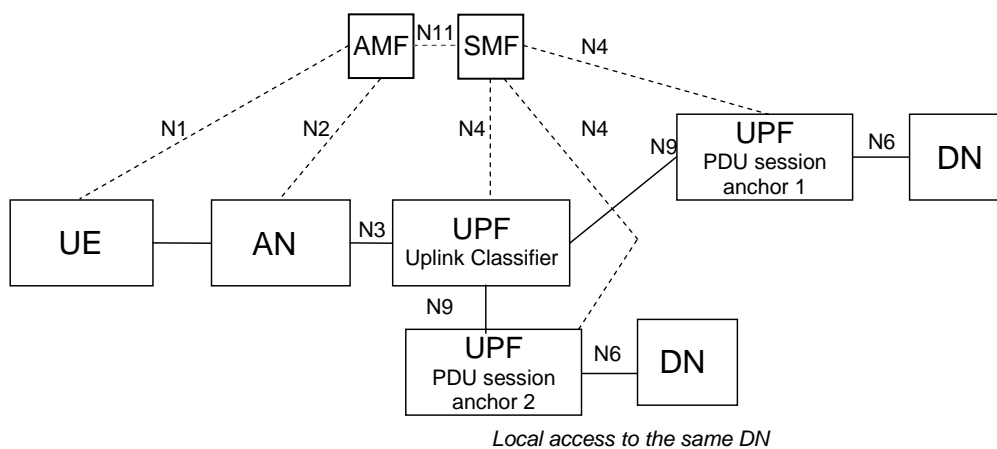 AMF
N11
SMF
N4
N1
N2
N4
N4
UPF
PDU session
anchor 1
N9
N6
DN
UE
AN
N3
UPF
Uplink Classifier
N9
UPF
PDU session
anchor 2
N6
DN
Local access to the same DN